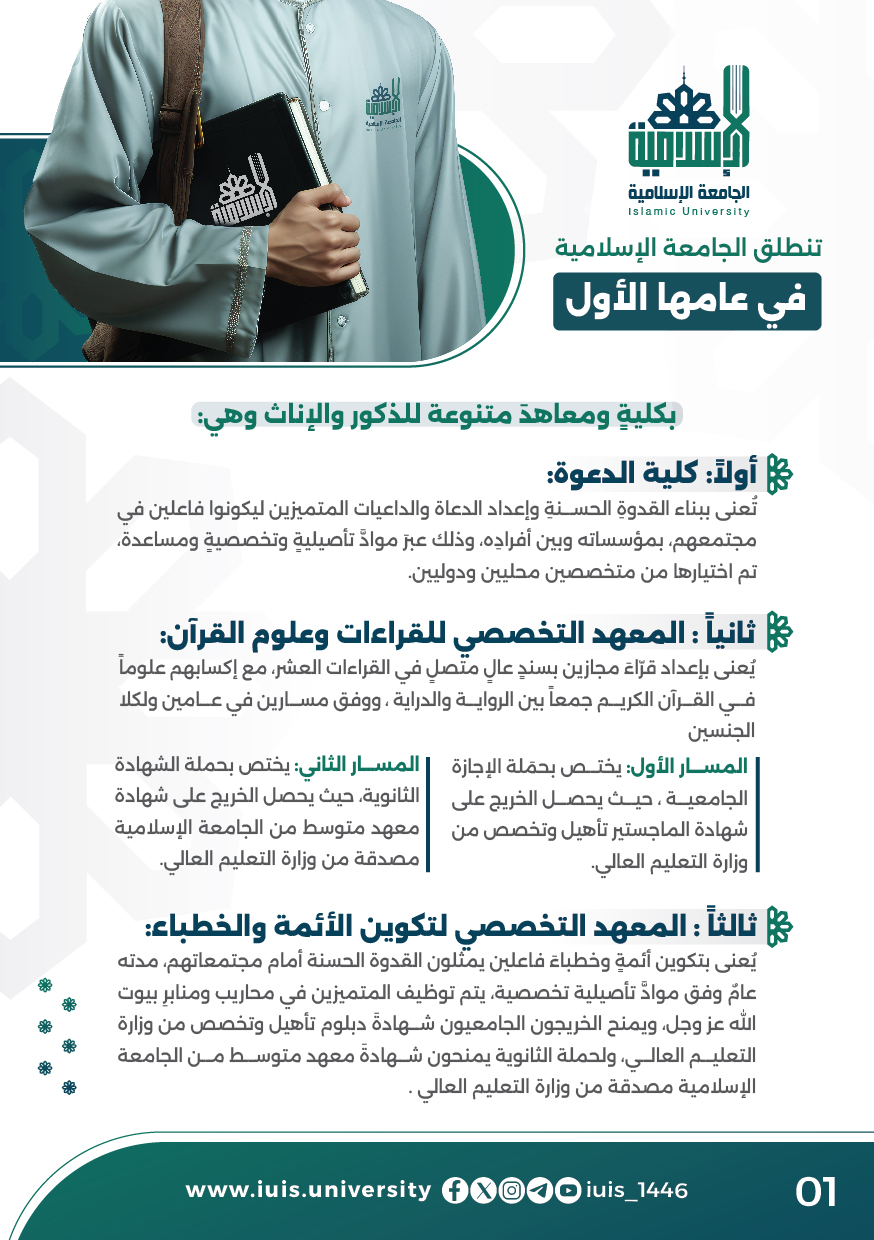 الإسلامية
الجامعة الإسلامية
Islamic University
الإسلامية
الجامعة الإسلامية
الإسلامية
تنطلق الجامعة الإسلامية
في عامها الأول
بكليةٍ ومعاهدَ متنوعة للذكور والإناث وهي:
أولاً: كلية الدعوة:
تُعنى ببناء القدوةِ الحسـنةِ وإعداد الدعاة والداعيات المتميزين ليكونوا فاعلين في
مجتمعهم، بمؤسساته وبين أفرادِه، وذلك عبرَ موادَّ تأصيليةٍ وتخصصيةٍ ومساعدة،
تم اختيارها من متخصصين محليين ودوليين.
ثانياً : المعهد التخصصي للقراءات وعلوم القرآن:
يُعنى بإعداد قرّاءَ مجازين بسندٍ عالٍ متصلٍ في القراءات العشر، مع إكسابهم علوماً
فـي القـرآن الكريـم جمعاً بين الروايـة والدراية ، ووفق مسـارين في عـامين ولكلا
الجنسين
المسـار الأول: يختـص بحمَلة الإجازة
الجامعيـة ، حيـث يحصـل الخريج على
شهادة الماجستير تأهيل وتخصص من
وزارة التعليم العالي.
المسـار الثاني: يختص بحملة الشهادة
الثانوية، حيث يحصل الخريج على شهادة
معهد متوسط من الجامعة الإسلامية
مصدقة من وزارة التعليم العالي.
ثالثاً : المعهد التخصصي لتكوين الأئمة والخطباء:
يُعنى بتكوين أئمةٍ وخطباءَ فاعلين يمثلون القدوة الحسنة أمام مجتمعاتهم، مدته
عامٌ وفق موادَّ تأصيلية تخصصية، يتم توظيف المتميزين في محاريب ومنابرِ بيوت
الله عز وجل، ويمنح الخريجون الجامعيون شـهادةَ دبلوم تأهيل وتخصص من وزارة
التعليـم العالـي، ولحملة الثانوية يمنحون شـهادةَ معهد متوسـط مـن الجامعة
الإسلامية مصدقة من وزارة التعليم العالي .
www.iuis.university iuis_1446
01